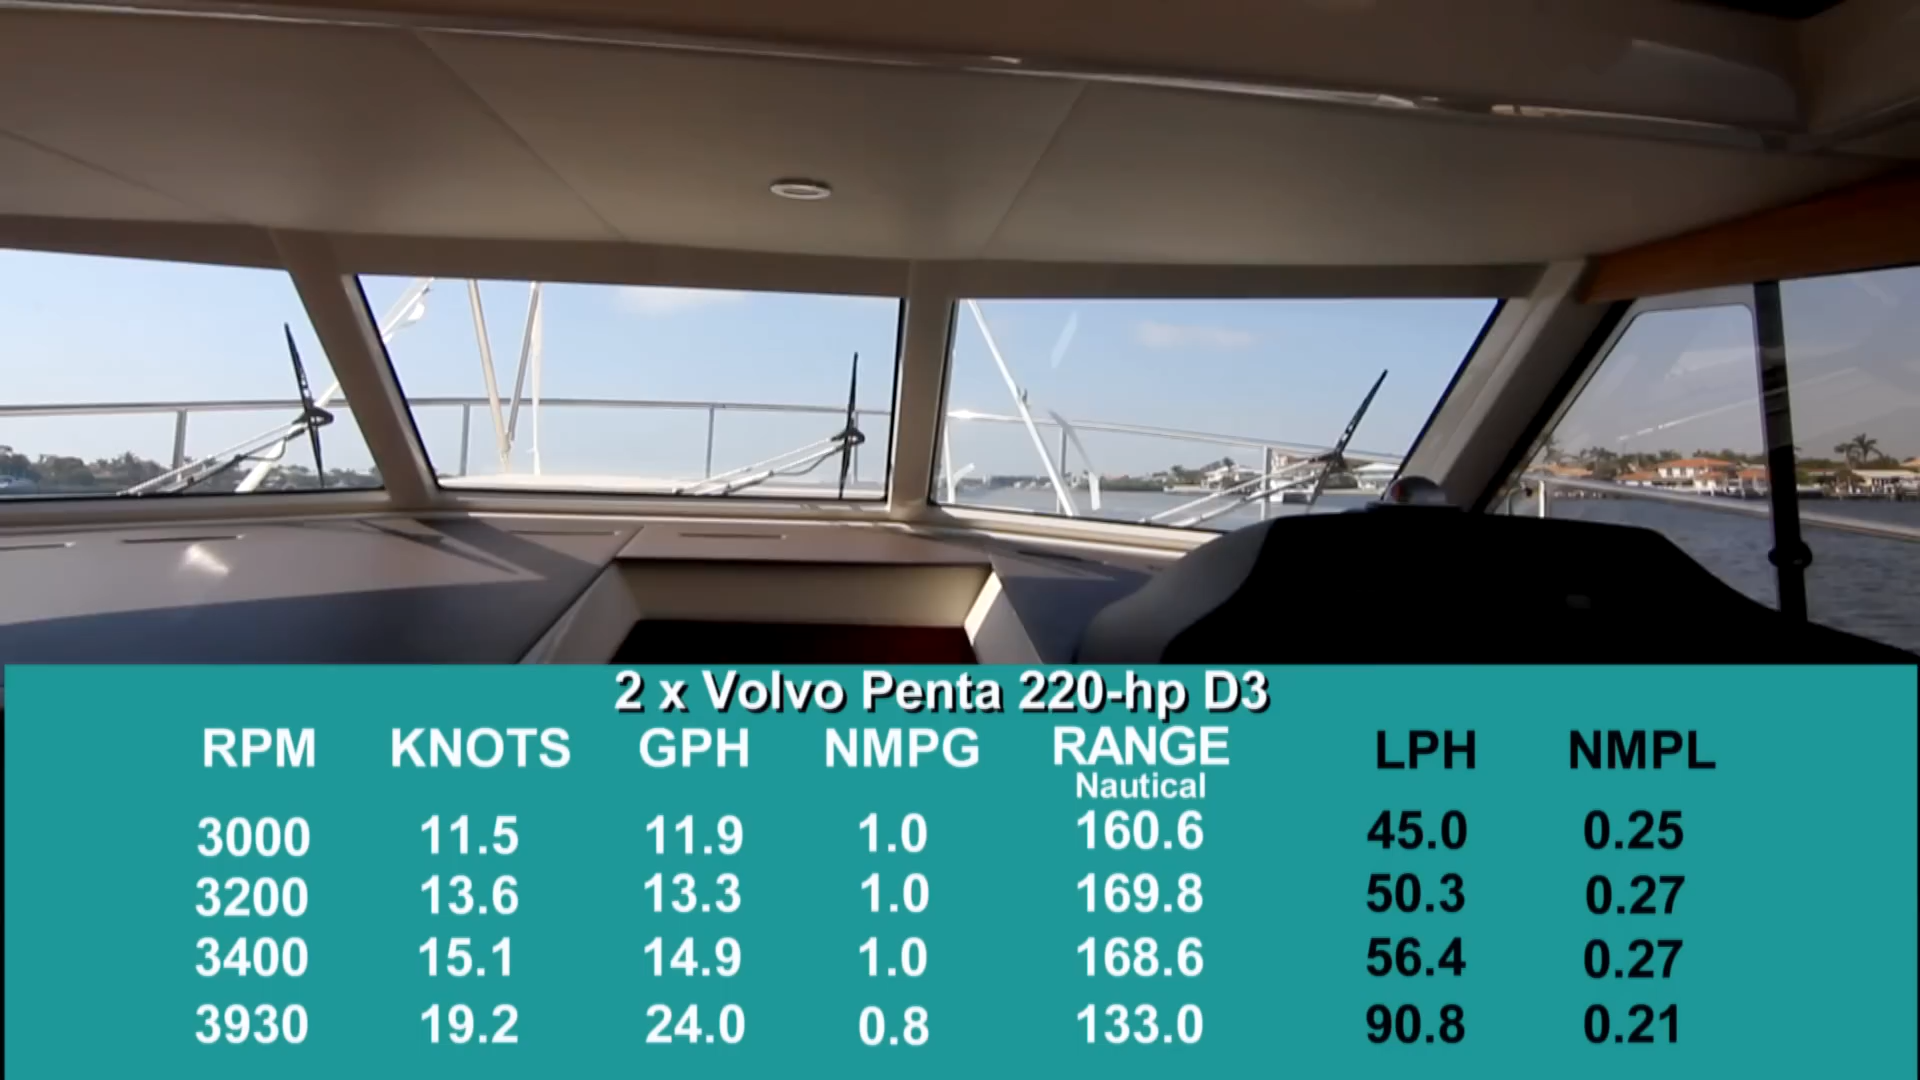 2 x Volvo Penta 220-hp D3
RPM KNOTS GPH NMPG RANGE LPH NMPL
Nautical
3000 11.5 11.9 1.0 160.6 45.0 0.25
3200 13.6 13.3 1.0 169.8 50.3 0.27
3400 15.1 14.9 1.0 168.6 56.4 0.27
3930 19.2 24.0 0.8 133.0 90.8 0.21